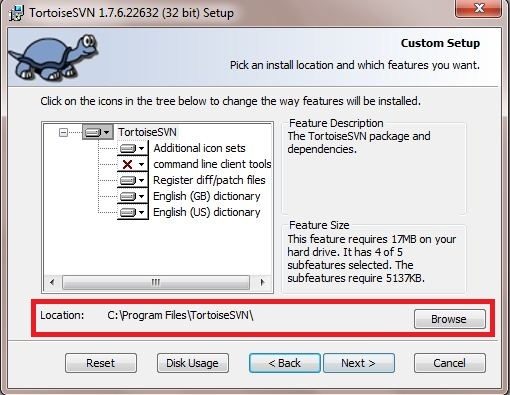 TortoiseSVN 1.7.6.22632 (32 bit) Setup
Custom Setup
Pick an install location and which features you want.
Click on the icons in the tree below to change the way features will be installed.
TortoiseSVN
Additional icon sets
command line client tools
Register diff/patch files
English (GB) dictionary
English (US) dictionary
Feature Description
The TortoiseSVN package and
dependencies.
Feature Size
This feature requires 17MB on your
hard drive. It has 4 of 5
subfeatures selected. The
subfeatures require 5137KB.
Location: C:\Program Files\TortoiseSVN\ Browse
Reset Disk Usage < Back Next > Cancel